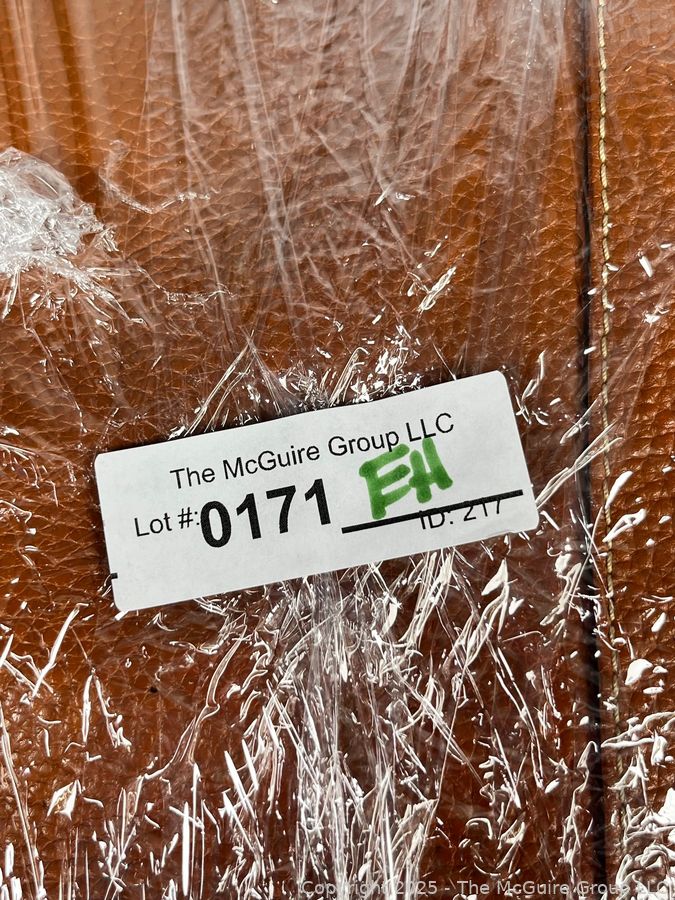 The McGuire Group LLC
Lot #:0171 EH
ID: 217
Copyright 2025 - The McGuire Group LLC